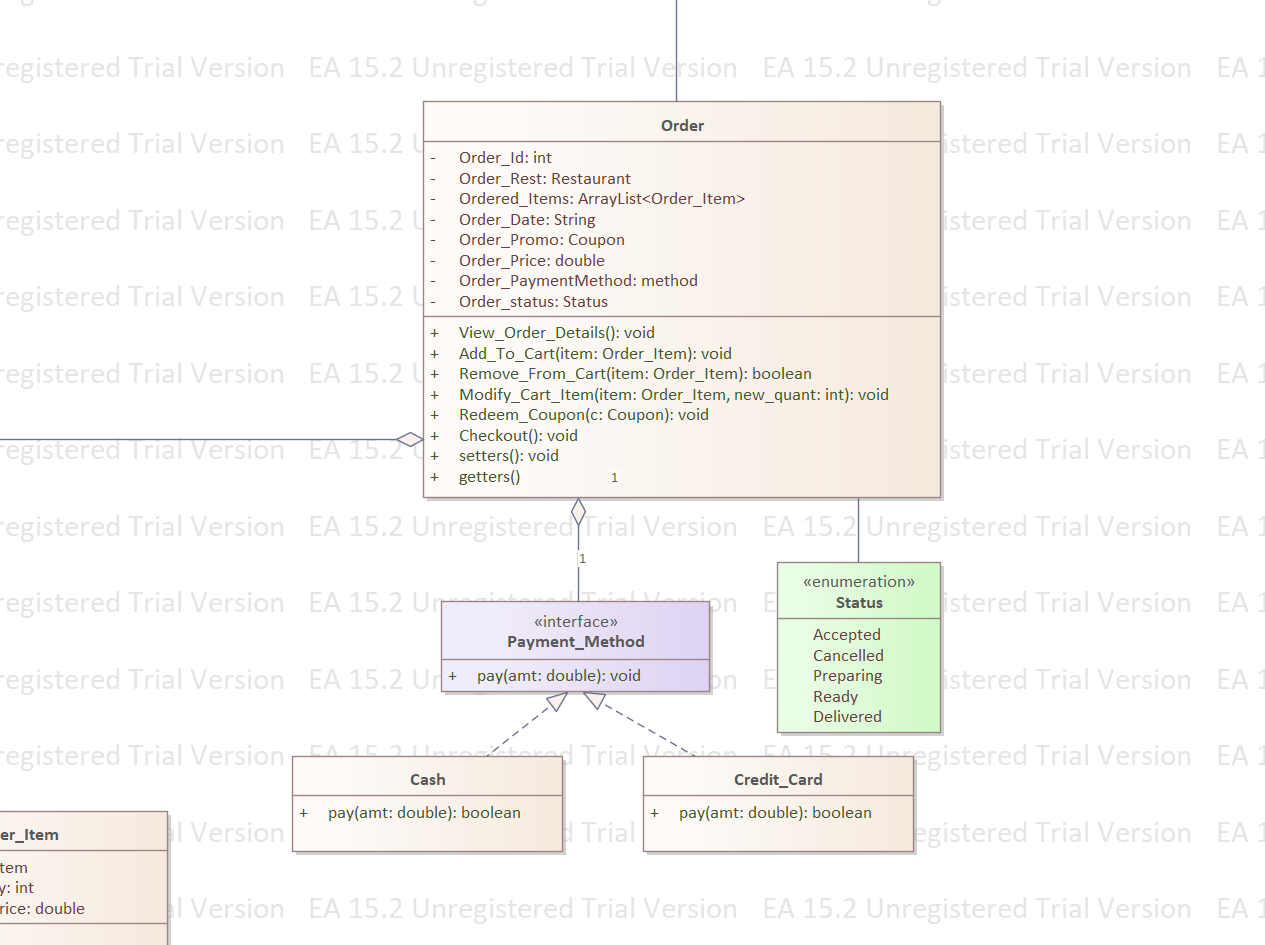 Order
- Order_Id: int
- Order_Rest: Restaurant
- Ordered_Items: ArrayList<Order_Item>
- Order_Date: String
- Order_Promo: Coupon
- Order_Price: double
- Order_PaymentMethod: method
- Order_status: Status
+ View_Order_Details(): void
+ Add_To_Cart(item: Order_Item): void
+ Remove_From_Cart(item: Order_Item): boolean
+ Modify_Cart_Item(item: Order_Item, new_quant: int): void
+ Redeem_Coupon(c: Coupon): void
+ Checkout(): void
+ setters(): void
+ getters()
1
1
«interface»
Payment_Method
+ pay(amt: double): void
«enumeration»
Status
Accepted
Cancelled
Preparing
Ready
Delivered
Cash
+ pay(amt: double): boolean
Credit_Card
+ pay(amt: double): boolean
er_Item
tem
y: int
rice: double
EA 15.2 Unregistered Trial Version